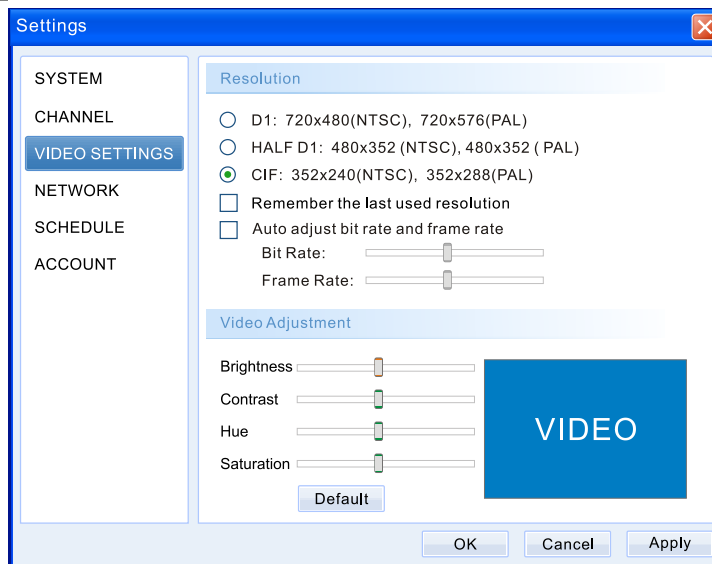 Settings
SYSTEM
CHANNEL
VIDEO SETTINGS
NETWORK
SCHEDULE
ACCOUNT
Resolution
D1: 720x480(NTSC), 720x576(PAL)
HALF D1: 480x352 (NTSC), 480x352 ( PAL)
CIF: 352x240(NTSC), 352x288(PAL)
Remember the last used resolution
Auto adjust bit rate and frame rate
Bit Rate:
Frame Rate:
Video Adjustment
Brightness
Contrast
Hue
Saturation
VIDEO
Default
OK Cancel Apply